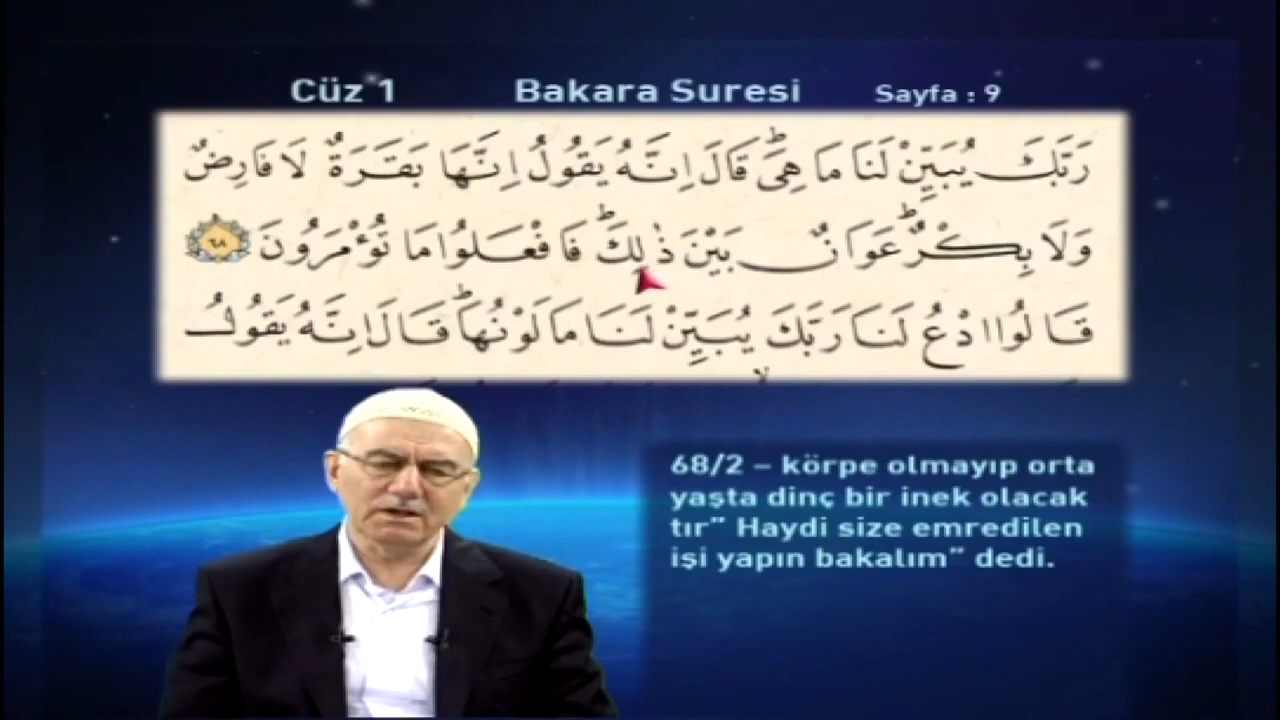 Cüz 1 Bakara Suresi Sayfa : 9
رَبَّكَ يُبَيِّنْ لَنَا مَا هِيَۜ قَالَ اِنَّهُ يَقُولُ اِنَّهَا بَقَرَةٌ لَا فَارِضٌ
وَلَا بِكْرٌۜ عَوَانٌ بَيْنَ ذٰلِكَۜ فَافْعَلُوا مَا تُؤْمَرُونَ ٦٨
قَالُوا ادْعُ لَنَا رَبَّكَ يُبَيِّنْ لَنَا مَا لَوْنُهَاۜ قَالَ اِنَّهُ يَقُولُ
68/2 – körpe olmayıp orta
yaşta dinç bir inek olacak
tır” Haydi size emredilen
işi yapın bakalım” dedi.